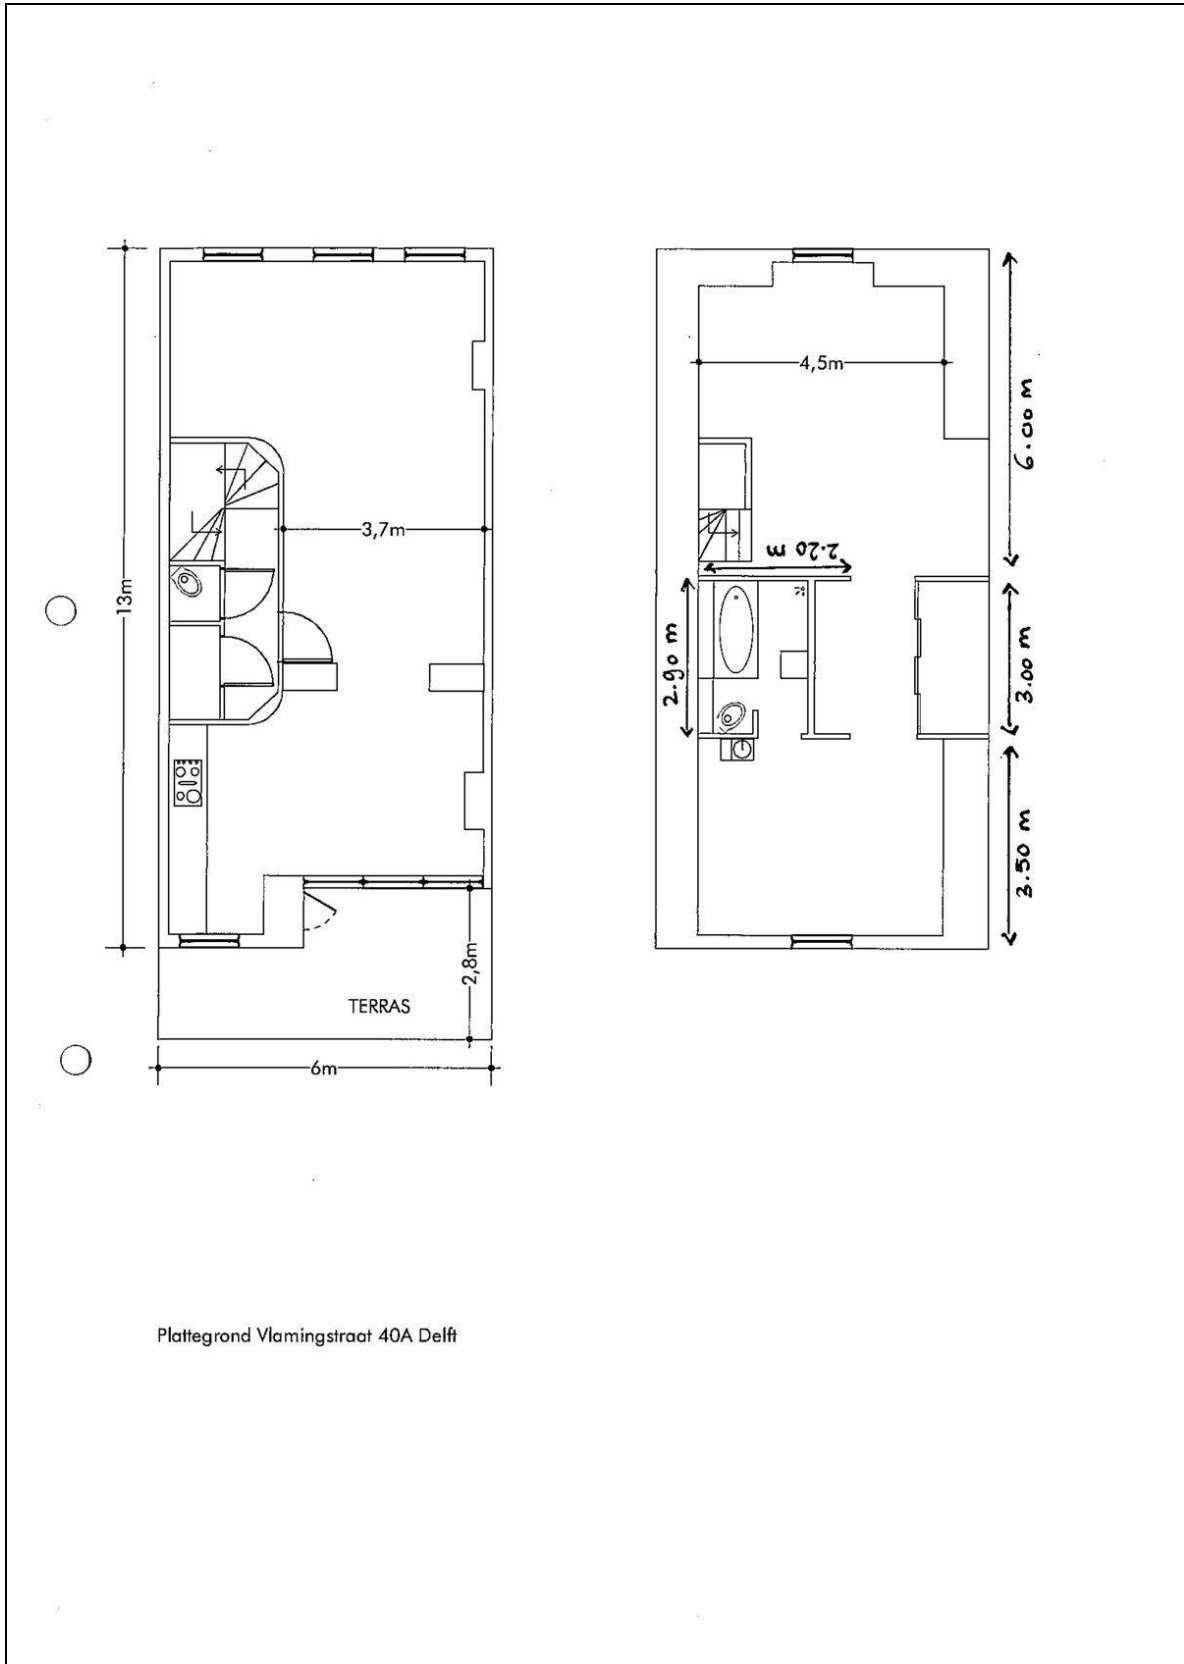 13m
3,7m
2,8m
TERRAS
6m
4,5m
6.00 m
2.20 m
2.90 m
3.00 m
3.50 m
Plattegrond Vlamingstraat 40A Delft